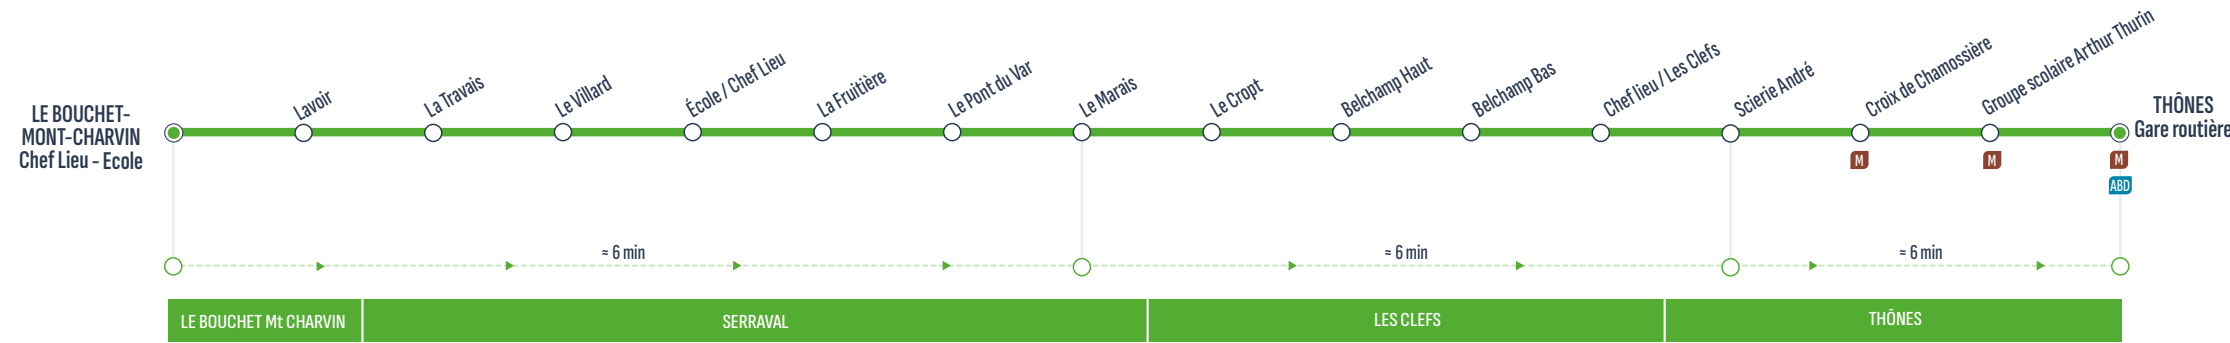 LE BOUCHET-
MONT-CHARVIN
Chef Lieu - Ecole
Lavoir
La Travais
Le Villard
École / Chef Lieu
La Fruitière
Le Pont du Var
Le Marais
Le Cropt
Belchamp Haut
Belchamp Bas
Chef lieu / Les Clefs
Scierie André
Croix de Chamossière
Groupe scolaire Arthur Thurin
THÔNES
Gare routière
M
M
M
ABD
≈ 6 min
≈ 6 min
≈ 6 min
LE BOUCHET Mt CHARVIN
SERRAVAL
LES CLEFS
THÔNES